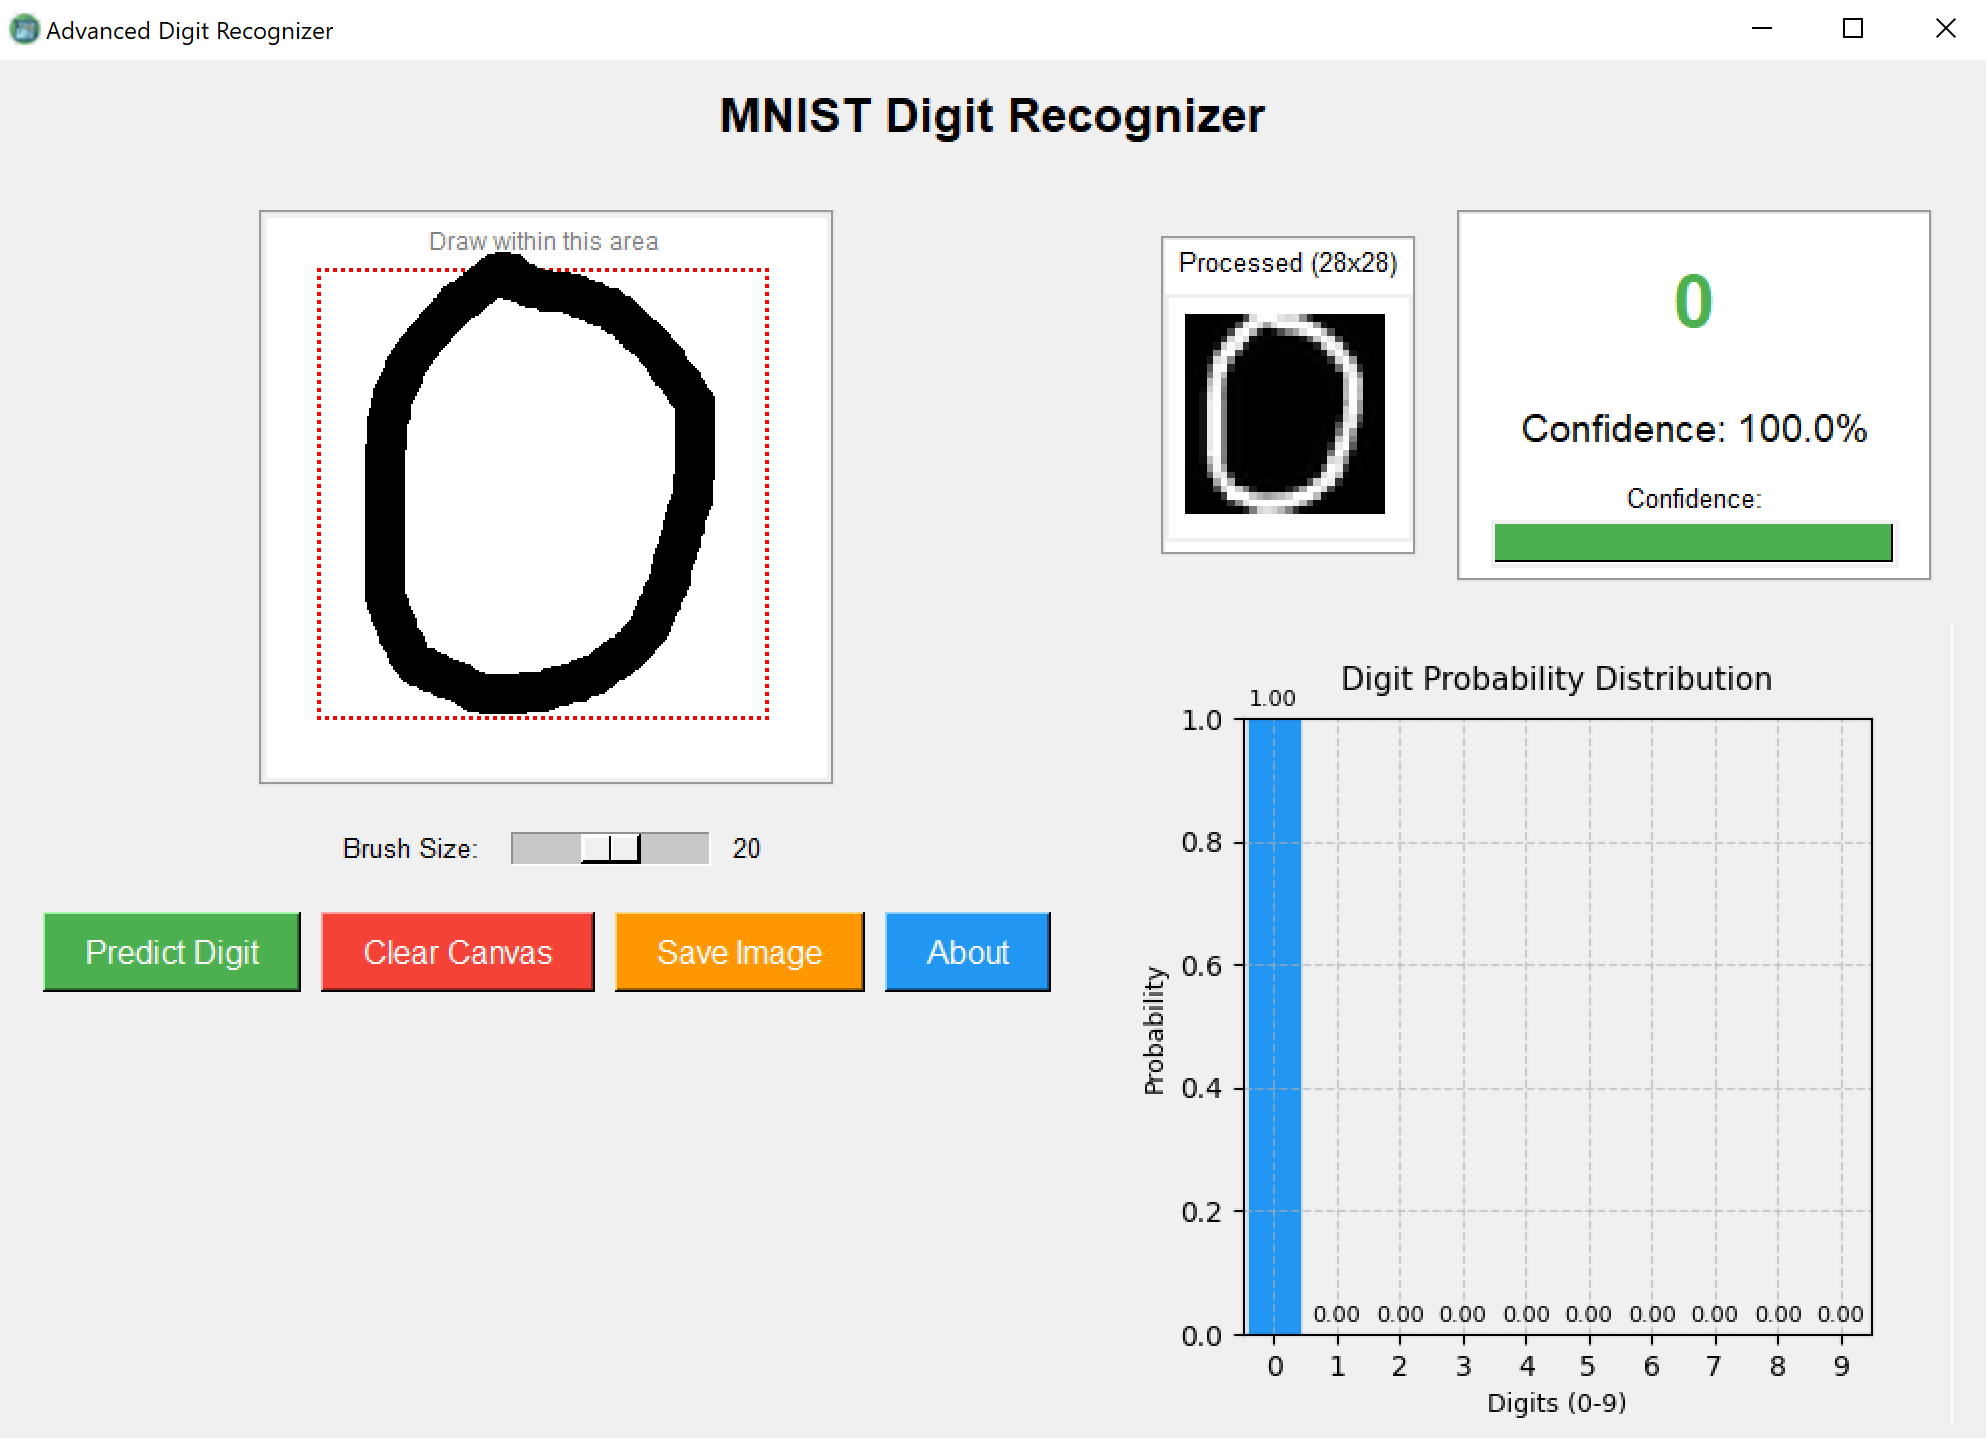 Advanced Digit Recognizer
MNIST Digit Recognizer
Draw within this area
0
Brush Size:
20
Predict Digit
Clear Canvas
Save Image
About
Processed (28x28)
0
0
Confidence: 100.0%
Confidence:
Digit Probability Distribution
1.00
1.0
0.8
0.6
0.4
0.2
0.0
Probability
0.00 0.00 0.00 0.00 0.00 0.00 0.00 0.00 0.00
0 1 2 3 4 5 6 7 8 9
Digits (0-9)